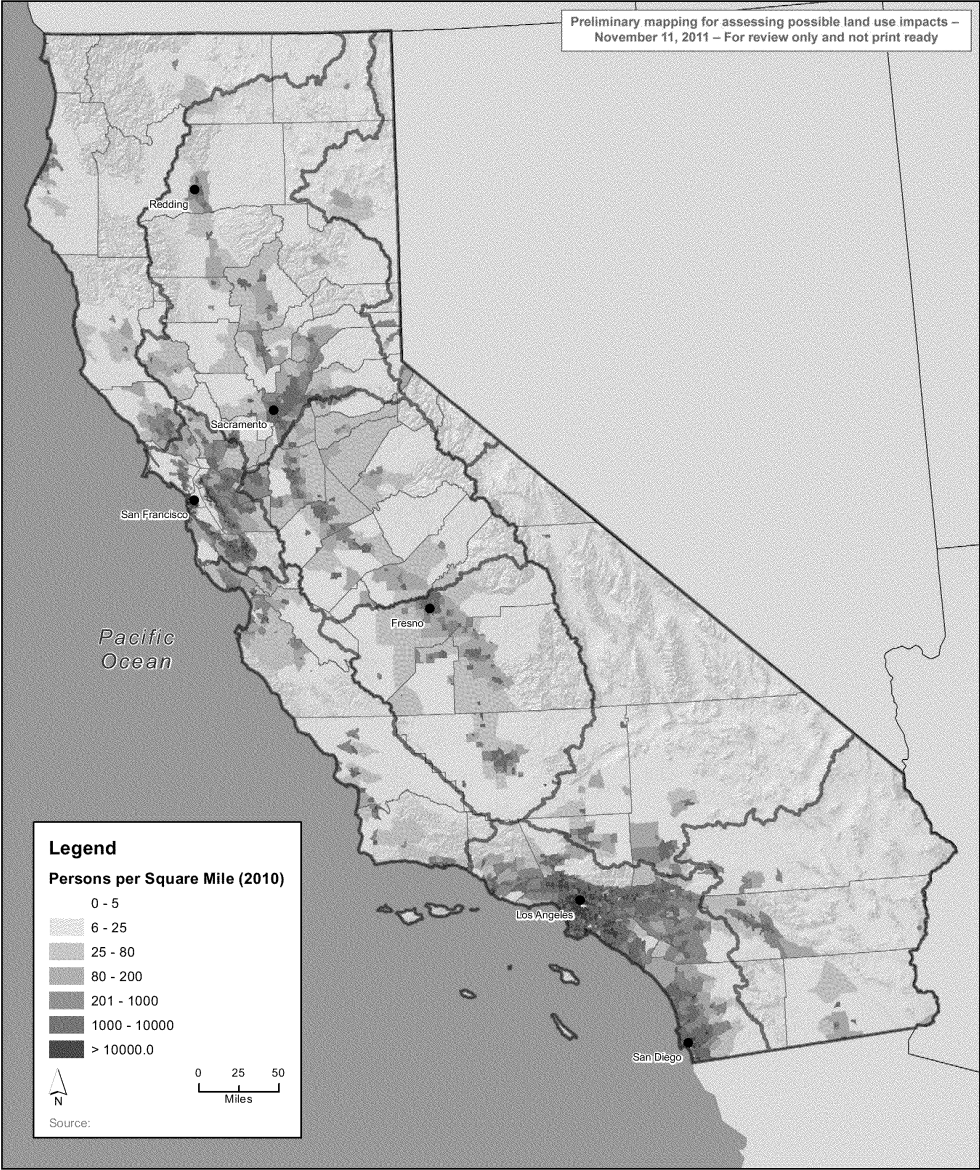 Preliminary mapping for assessing possible land use impacts –
November 11, 2011 – For review only and not print ready
Redding
Sacramento
San Francisco
Fresno
Pacific
Ocean
Los Angeles
San Diego
Legend
Persons per Square Mile (2010)
0 - 5
6 - 25
25 - 80
80 - 200
201 - 1000
1000 - 10000
> 10000.0
N
0 25 50
Miles
Source: